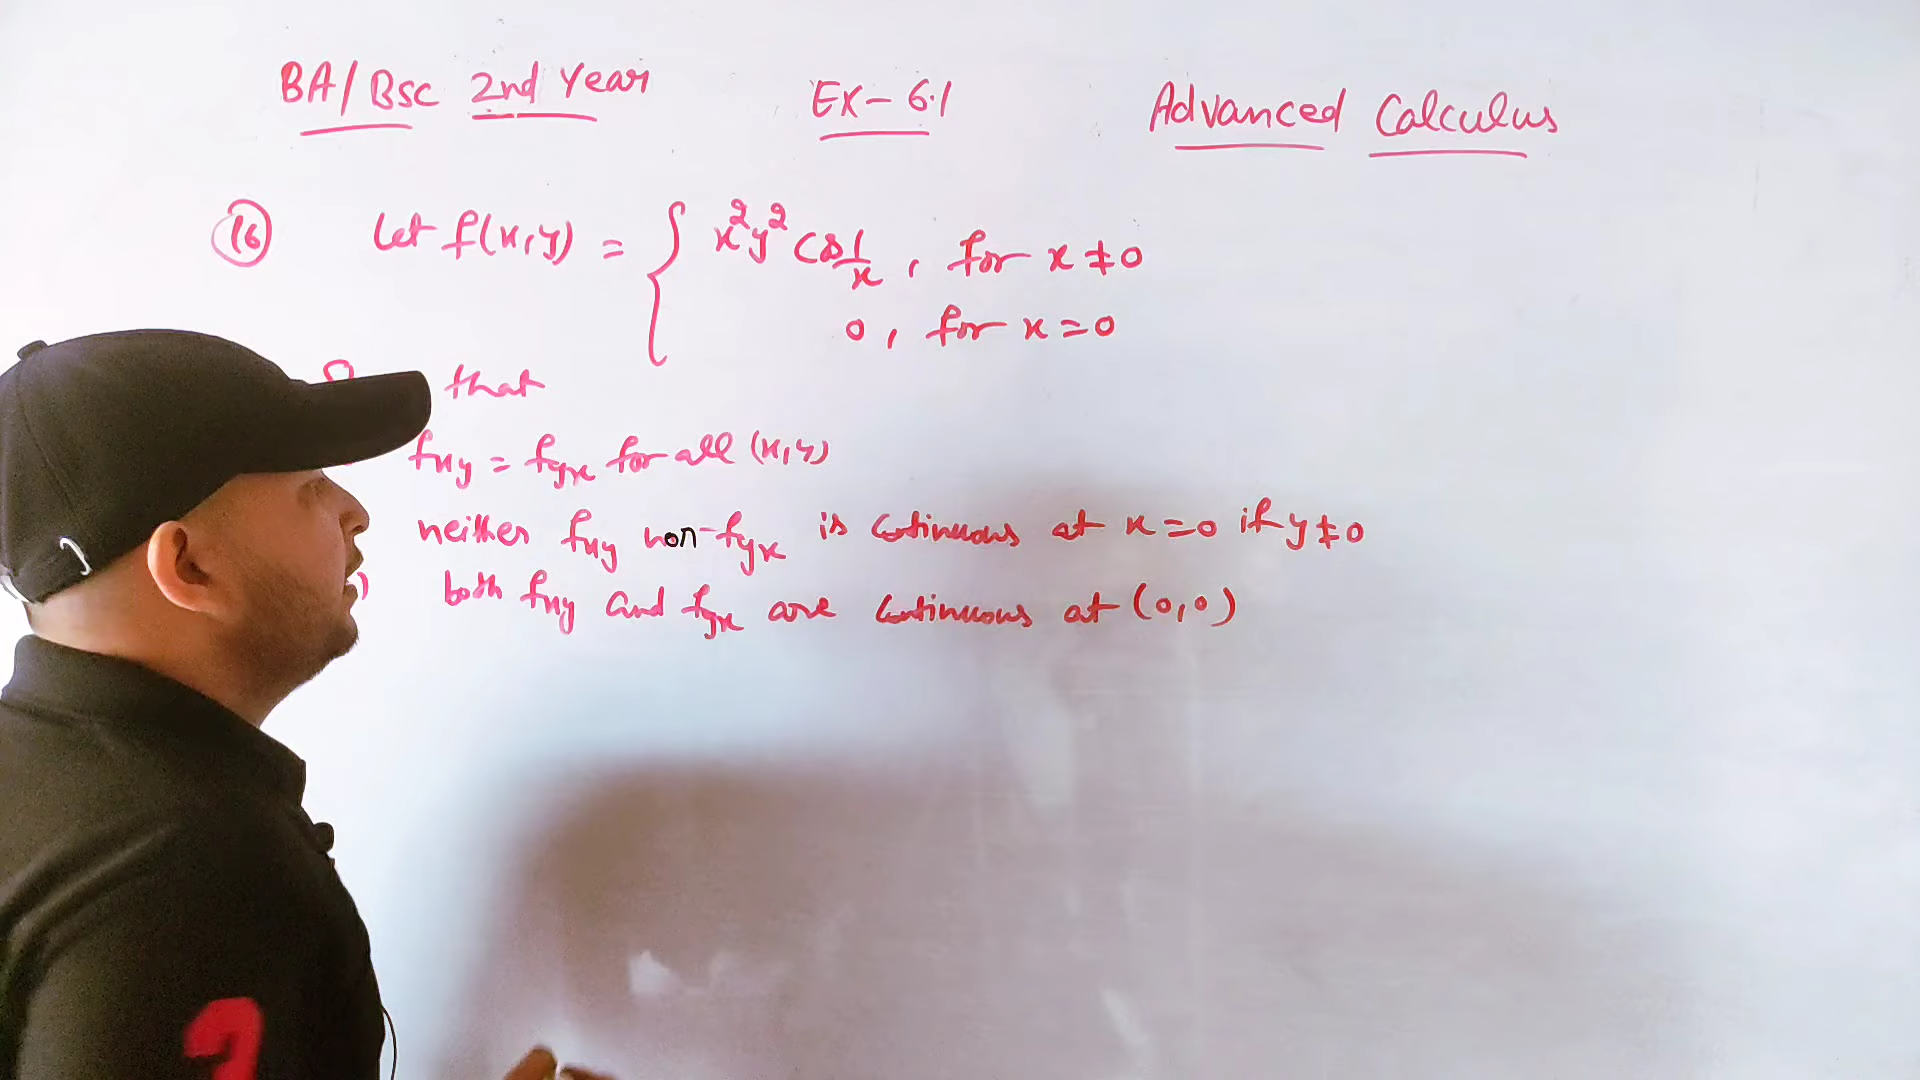 BA/BSc 2nd Year EX-6.1 Advanced Calculus
(16) Let f(x,y) = { x²y² cos 1/x , for x ≠ 0
0 , for x = 0
that
fxy = fyx for all (x,y)
neither fxy non fyx is continuous at x = 0 if y ≠ 0
) both fxy and fyx are continuous at (0,0)